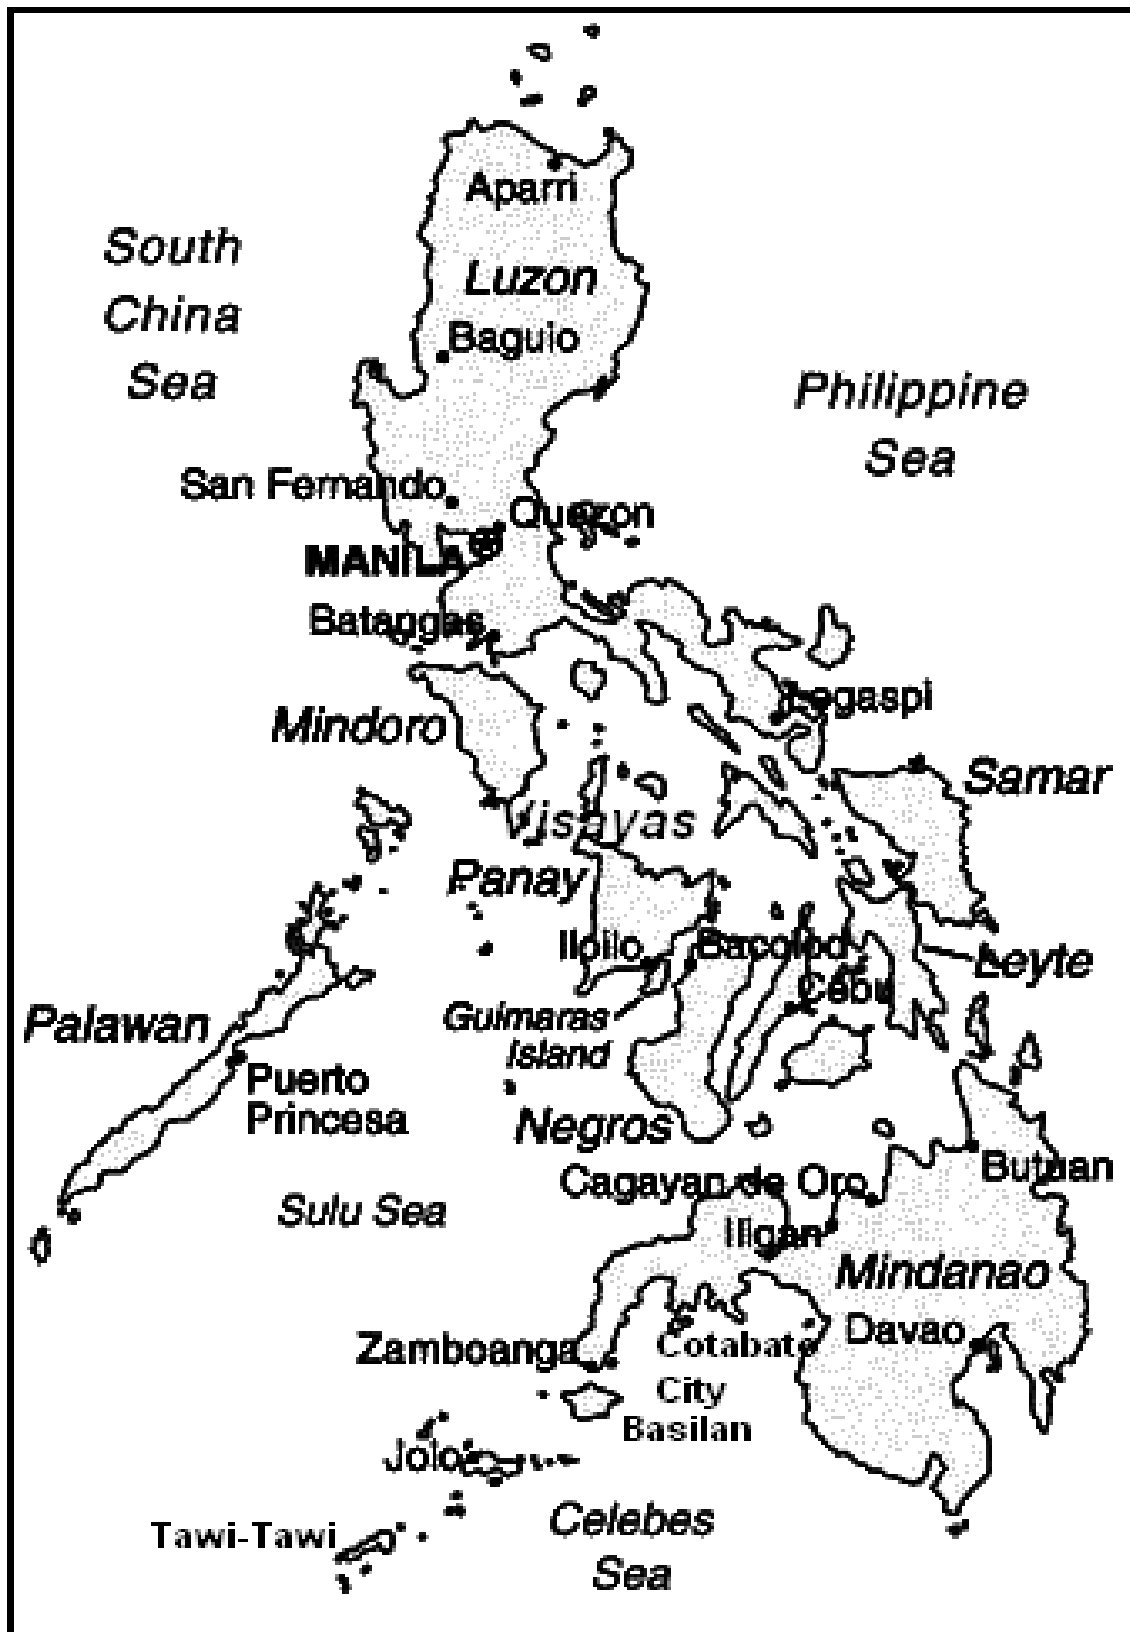 Aparri
South
China
Sea
Luzon
Baguio
Philippine
Sea
San Fernando
Quezon
MANILA
Batangas
Legaspi
Mindoro
Samar
Visayas
Panay
Iloilo
Bacolod
Leyte
Cebu
Palawan
Guimaras
Island
Puerto
Princesa
Negros
Butuan
Cagayan de Oro
Sulu Sea
Iligan
Mindanao
Zamboanga
Cotabato
City
Davao
Basilan
Jolo
Celebes
Sea
Tawi-Tawi